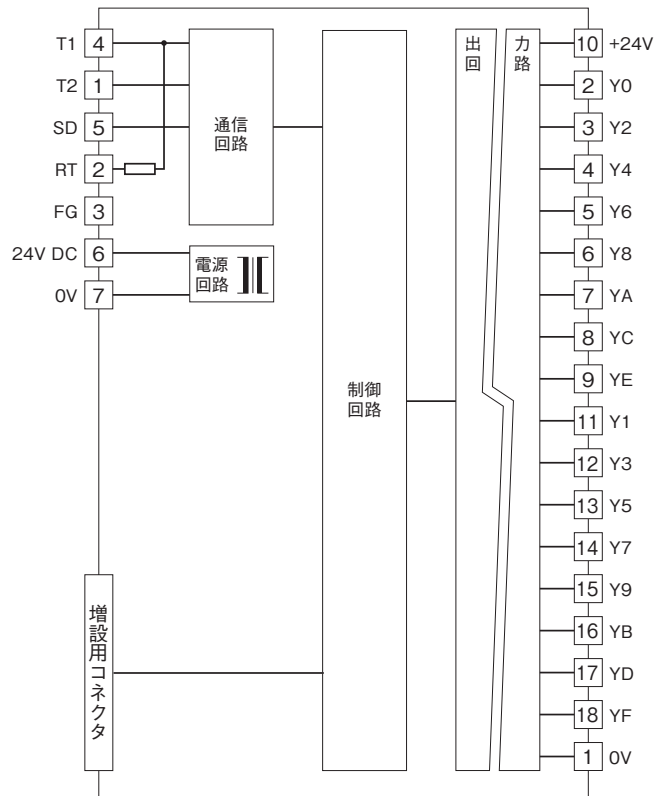 T1 4
T2 1
SD 5
RT 2
FG 3
24V DC 6
0V 7
通信
回路
電源
回路
制御
回路
増設用コネクタ
出力
回路
10 +24V
2 Y0
3 Y2
4 Y4
5 Y6
6 Y8
7 YA
8 YC
9 YE
11 Y1
12 Y3
13 Y5
14 Y7
15 Y9
16 YB
17 YD
18 YF
1 0V